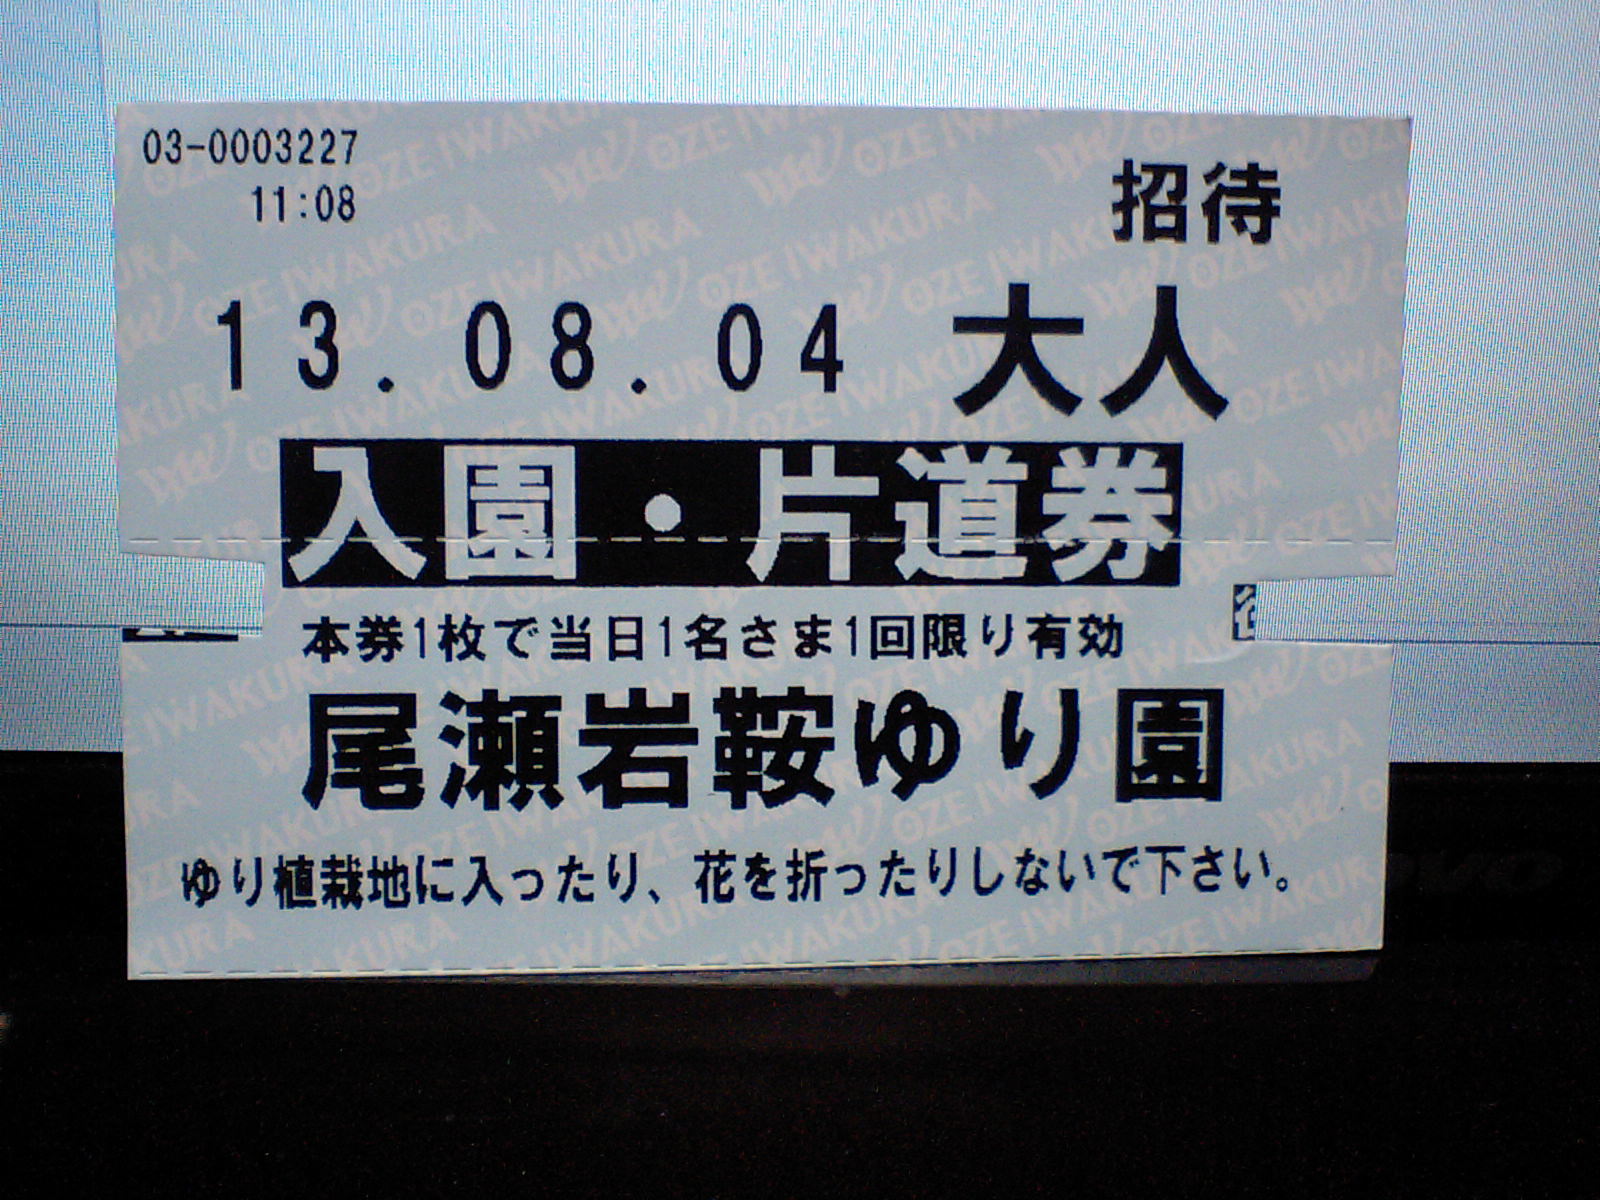 03-0003227
11:08
招待
13.08.04 大人
入園・片道券
本券1枚で当日1名さま1回限り有効
尾瀬岩鞍ゆり園
ゆり植栽地に入ったり、花を折ったりしないで下さい。
OZE IWAKURA